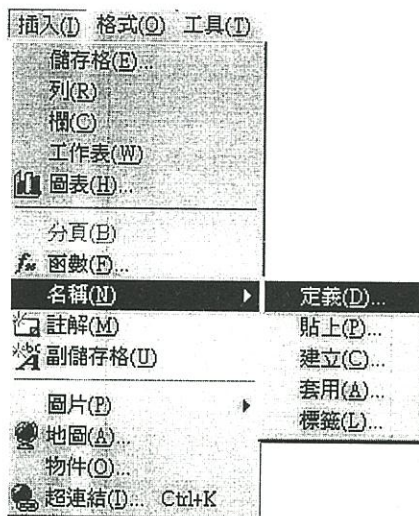 插入(I) 格式(O) 工具(T)
儲存格(E)...
列(R)
欄(C)
工作表(W)
圖表(H)...
分頁(B)
函數(F)...
名稱(N)
定義(D)...
註解(M)
貼上(P)...
副儲存格(U)
建立(C)...
套用(A)...
圖片(P)
標籤(L)...
地圖(A)...
物件(O)...
超連結(I)... Ctrl+K